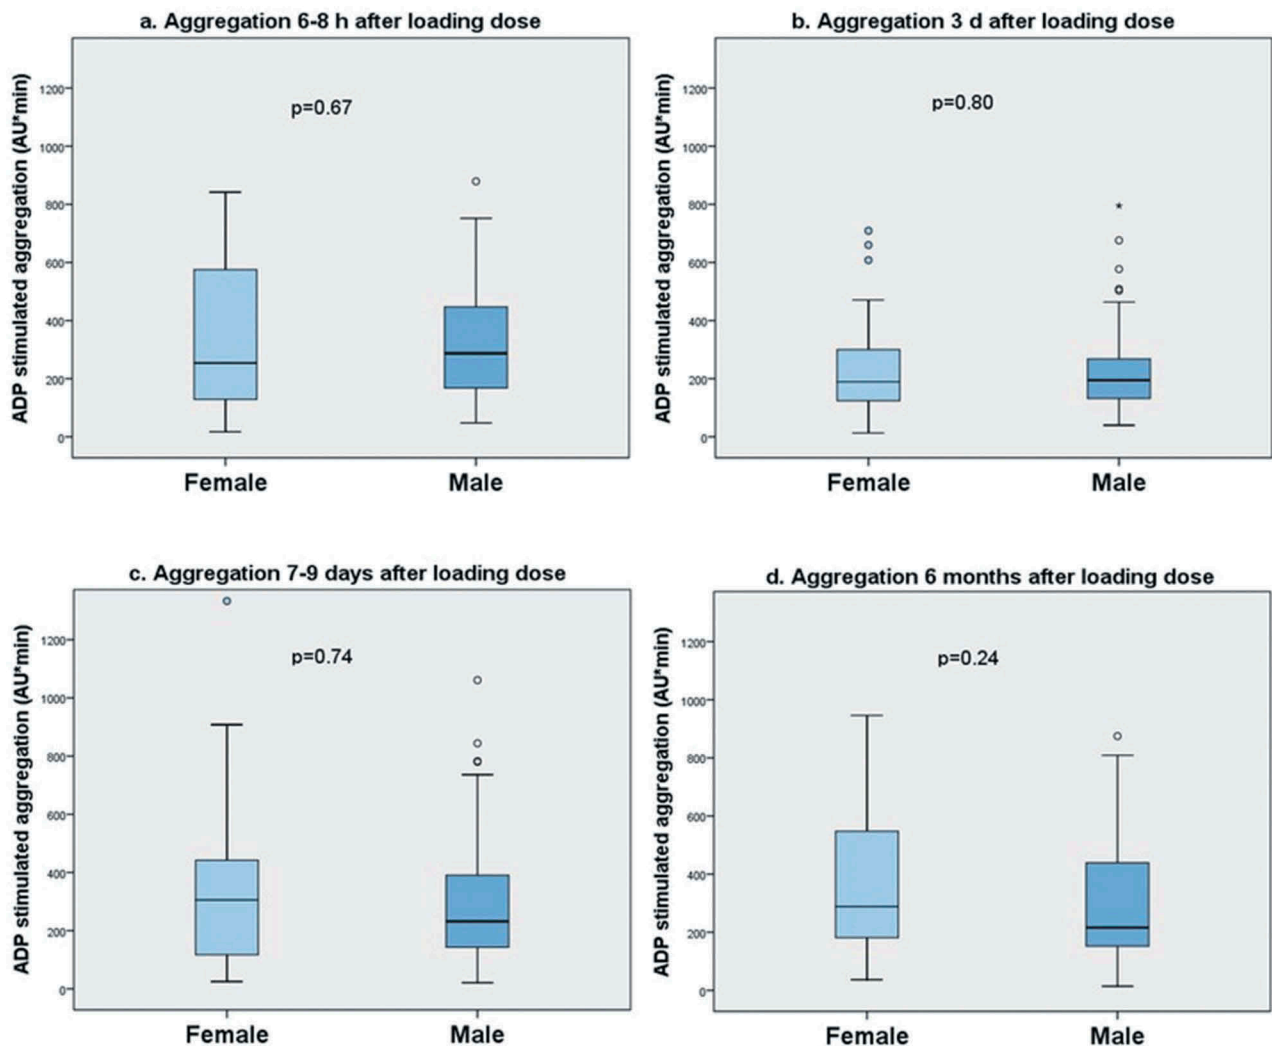 a. Aggregation 6-8 h after loading dose
ADP stimulated aggregation (AU*min)
1200
1000
800
600
400
200
0
p=0.67
Female Male
b. Aggregation 3 d after loading dose
ADP stimulated aggregation (AU*min)
1200
1000
800
600
400
200
0
p=0.80
*
Female Male
c. Aggregation 7-9 days after loading dose
ADP stimulated aggregation (AU*min)
1200
1000
800
600
400
200
0
p=0.74
Female Male
d. Aggregation 6 months after loading dose
ADP stimulated aggregation (AU*min)
1200
1000
800
600
400
200
0
p=0.24
Female Male